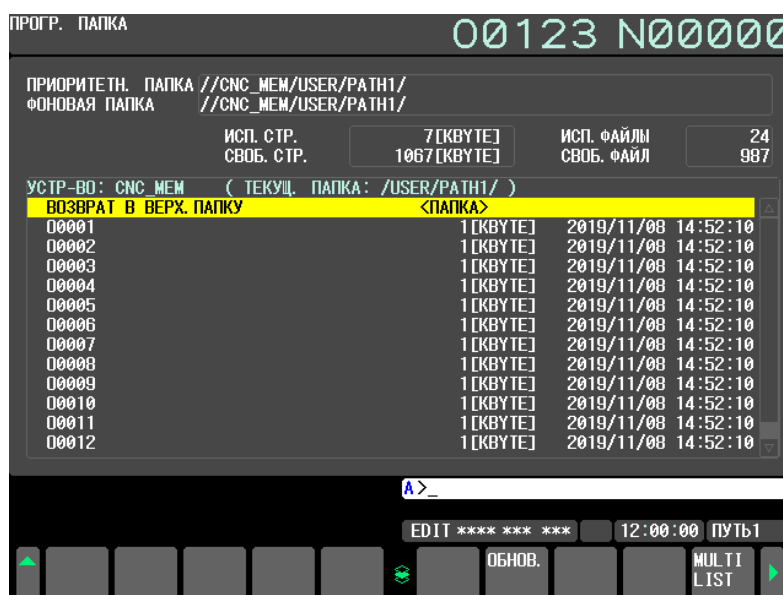 ПРОГР. ПАПКА O0123 N00000
ПРИОРИТЕТН. ПАПКА //CNC_MEM/USER/PATH1/
ФОНОВАЯ ПАПКА //CNC_MEM/USER/PATH1/
ИСП. СТР. 7[KBYTE] ИСП. ФАЙЛЫ 24
СВОБ. СТР. 1067[KBYTE] СВОБ. ФАЙЛ 987
УСТР-ВО: CNC_MEM ( ТЕКУЩ. ПАПКА: /USER/PATH1/ )
ВОЗВРАТ В ВЕРХ. ПАПКУ <ПАПКА>
O0001 1[KBYTE] 2019/11/08 14:52:10
O0002 1[KBYTE] 2019/11/08 14:52:10
O0003 1[KBYTE] 2019/11/08 14:52:10
O0004 1[KBYTE] 2019/11/08 14:52:10
O0005 1[KBYTE] 2019/11/08 14:52:10
O0006 1[KBYTE] 2019/11/08 14:52:10
O0007 1[KBYTE] 2019/11/08 14:52:10
O0008 1[KBYTE] 2019/11/08 14:52:10
O0009 1[KBYTE] 2019/11/08 14:52:10
O0010 1[KBYTE] 2019/11/08 14:52:10
O0011 1[KBYTE] 2019/11/08 14:52:10
O0012 1[KBYTE] 2019/11/08 14:52:10
A>_
EDIT **** *** *** 12:00:00 ПУТЬ1
ОБНОВ. MULTI
LIST